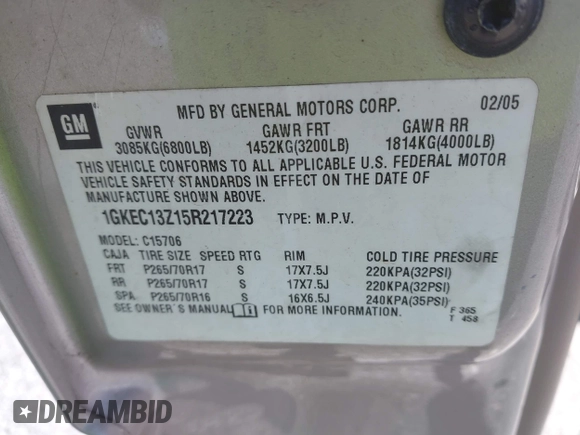 GM
MFD BY GENERAL MOTORS CORP. 02/05
GVWR GAWR FRT GAWR RR
3085KG(6800LB) 1452KG(3200LB) 1814KG(4000LB)
THIS VEHICLE CONFORMS TO ALL APPLICABLE U.S. FEDERAL MOTOR
VEHICLE SAFETY STANDARDS IN EFFECT ON THE DATE OF
MANUFACTURE SHOWN ABOVE.
1GKEC13Z15R217223 TYPE: M.P.V.
MODEL: C15706
CAJA TIRE SIZE SPEED RTG RIM COLD TIRE PRESSURE
FRT P265/70R17 S 17X7.5J 220KPA(32PSI)
RR P265/70R17 S 17X7.5J 220KPA(32PSI)
SPA P265/70R16 S 16X6.5J 240KPA(35PSI)
SEE OWNER'S MANUAL FOR MORE INFORMATION. F 365
T 458
DREAMBID